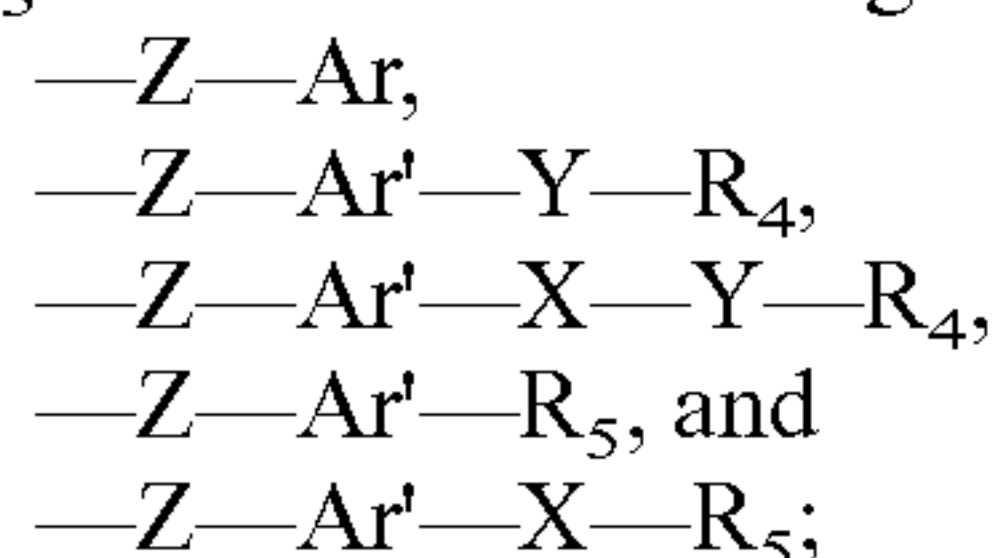 —Z—Ar,
—Z—Ar'—Y—R₄,
—Z—Ar'—X—Y—R₄,
—Z—Ar'—R₅, and
—Z—Ar'—X—R₅;